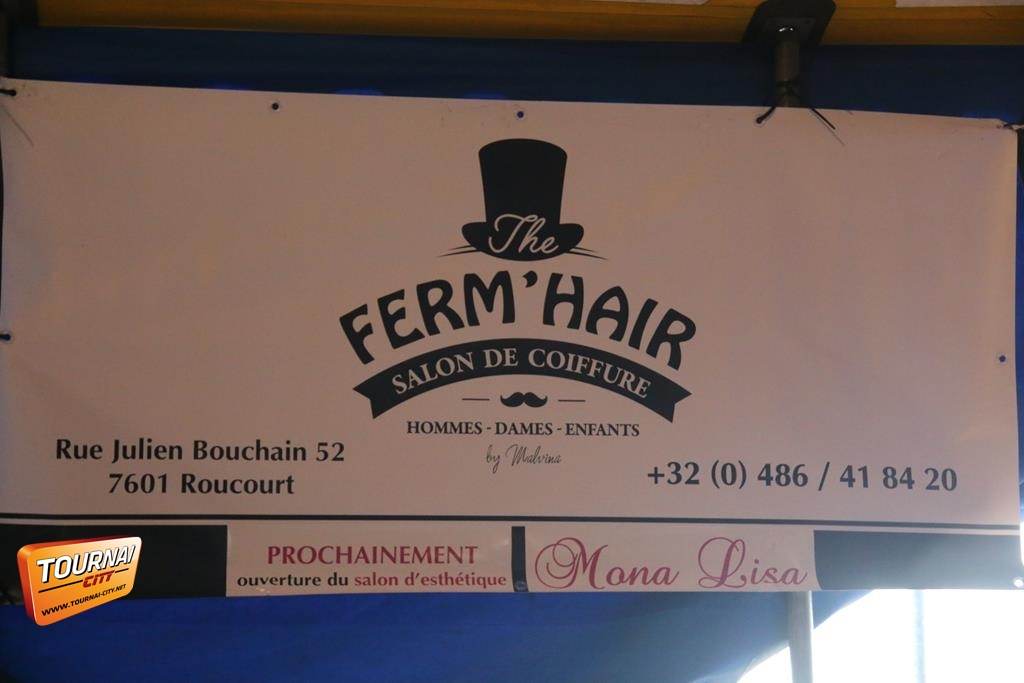 The
FERM'HAIR
SALON DE COIFFURE
HOMMES - DAMES - ENFANTS
by Malvina
Rue Julien Bouchain 52
7601 Roucourt
+32 (0) 486 / 41 84 20
PROCHAINEMENT
ouverture du salon d'esthétique
Mona Lisa
TOURNAI
CITY
WWW.TOURNAI-CITY.NET